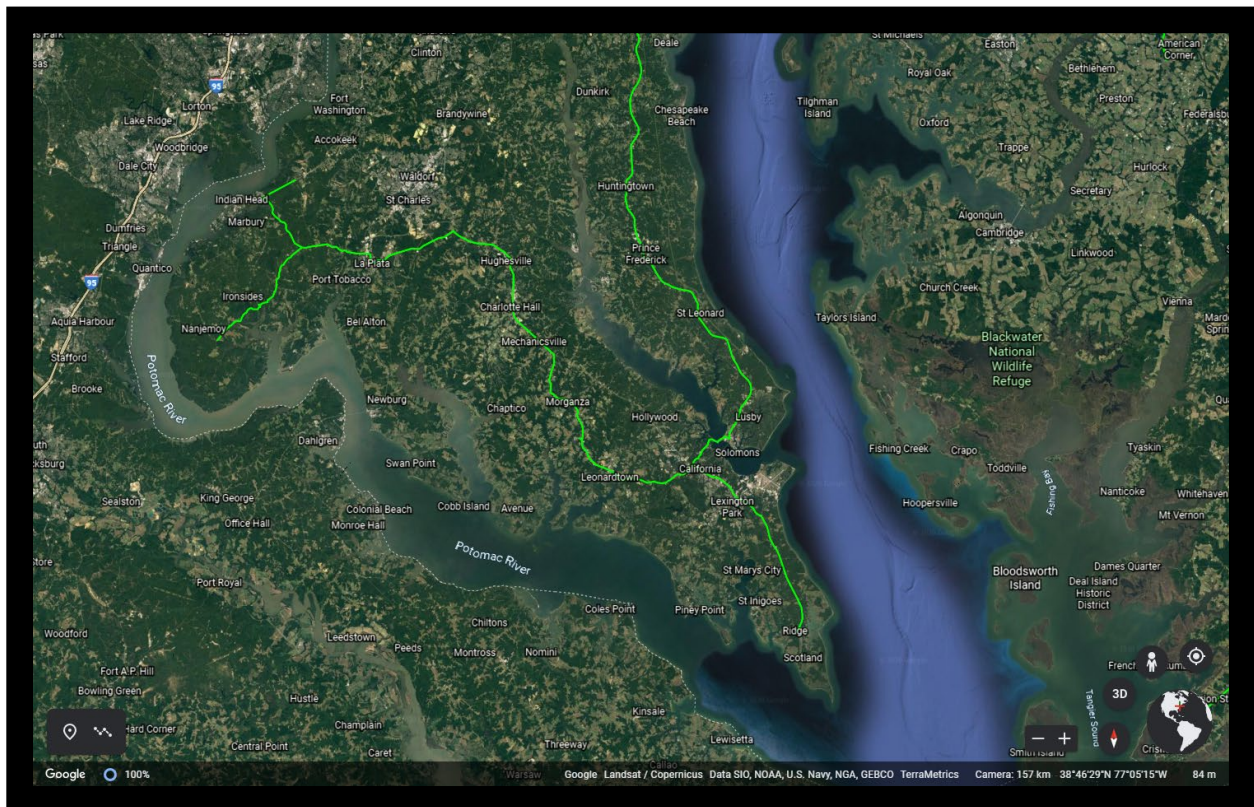 Deale
St Michaels
Easton
American
Corner
Clinton
Bethlehem
Royal Oak
95
Dunkirk
Fort
Washington
Lorton
Lake Ridge
Brandywine
Chesapeake
Beach
Tilghman
Island
Preston
Oxford
Federalsbu
Woodbridge
Accokeek
Trappe
Dale City
Waldorf
Hurlock
Huntingtown
Secretary
Indian Head
St Charles
Marbury
Algonquin
Dumfries
Cambridge
Triangle
Prince
Frederick
Linkwood
Quantico
La Plata
Hughesville
Port Tobacco
95
Church Creek
Ironsides
Vienna
Charlotte Hall
St Leonard
Taylors Island
Aquia Harbour
Bel Alton
Nanjemoy
Mechanicsville
Blackwater
National
Wildlife
Refuge
Stafford
Brooke
Potomac River
Newburg
Morganza
Chaptico
Hollywood
Lusby
Dahlgren
Fishing Creek
Crapo
Tyaskin
Solomons
Swan Point
California
Toddville
Leonardtown
Fishing Bay
Nanticoke
Whitehaven
King George
Sealston
Colonial Beach
Cobb Island
Avenue
Lexington
Park
Hoopersville
Mt Vernon
Office Hall
Monroe Hall
Potomac River
St Marys City
Bloodsworth
Island
Dames Quarter
Port Royal
Deal Island
Historic
District
St Inigoes
Coles Point
Piney Point
Chiltons
Ridge
Woodford
Leedstown
Peeds
Montross
Nomini
Scotland
Fort A.P. Hill
Bowling Green
Hustle
3D
Tangier Sound
Kinsale
Champlain
Lewisetta
Central Point
Caret
Threeway
Smith Island
Callao
Warsaw
Google
100%
Google Landsat / Copernicus Data SIO, NOAA, U.S. Navy, NGA, GEBCO TerraMetrics Camera: 157 km 38°46'29"N 77°05'15"W 84 m